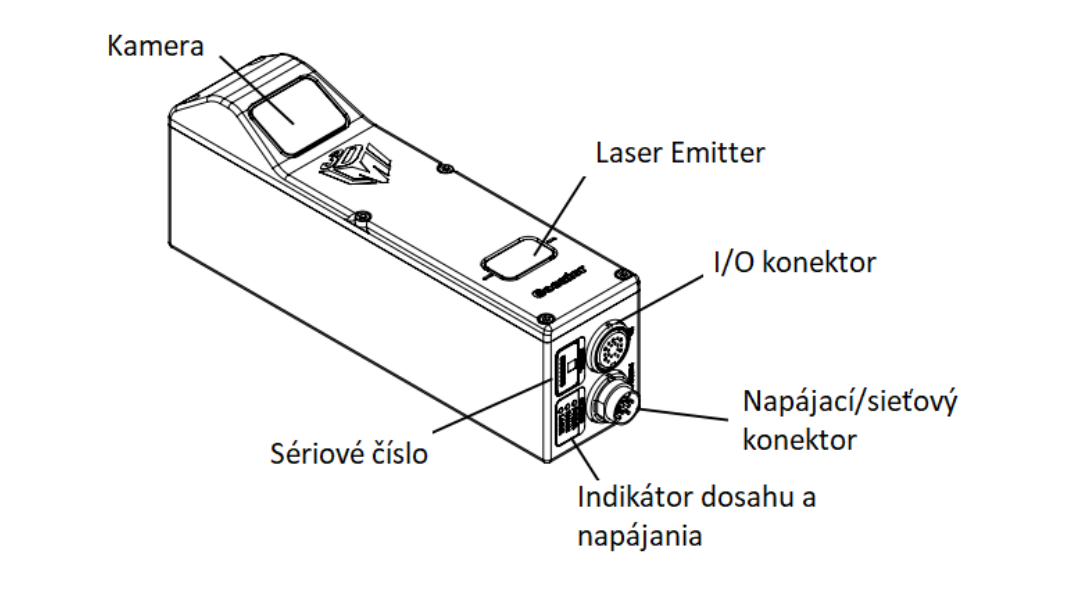 Kamera
Laser Emitter
I/O konektor
Napájací/sieťový
konektor
Sériové číslo
Indikátor dosahu a
napájania